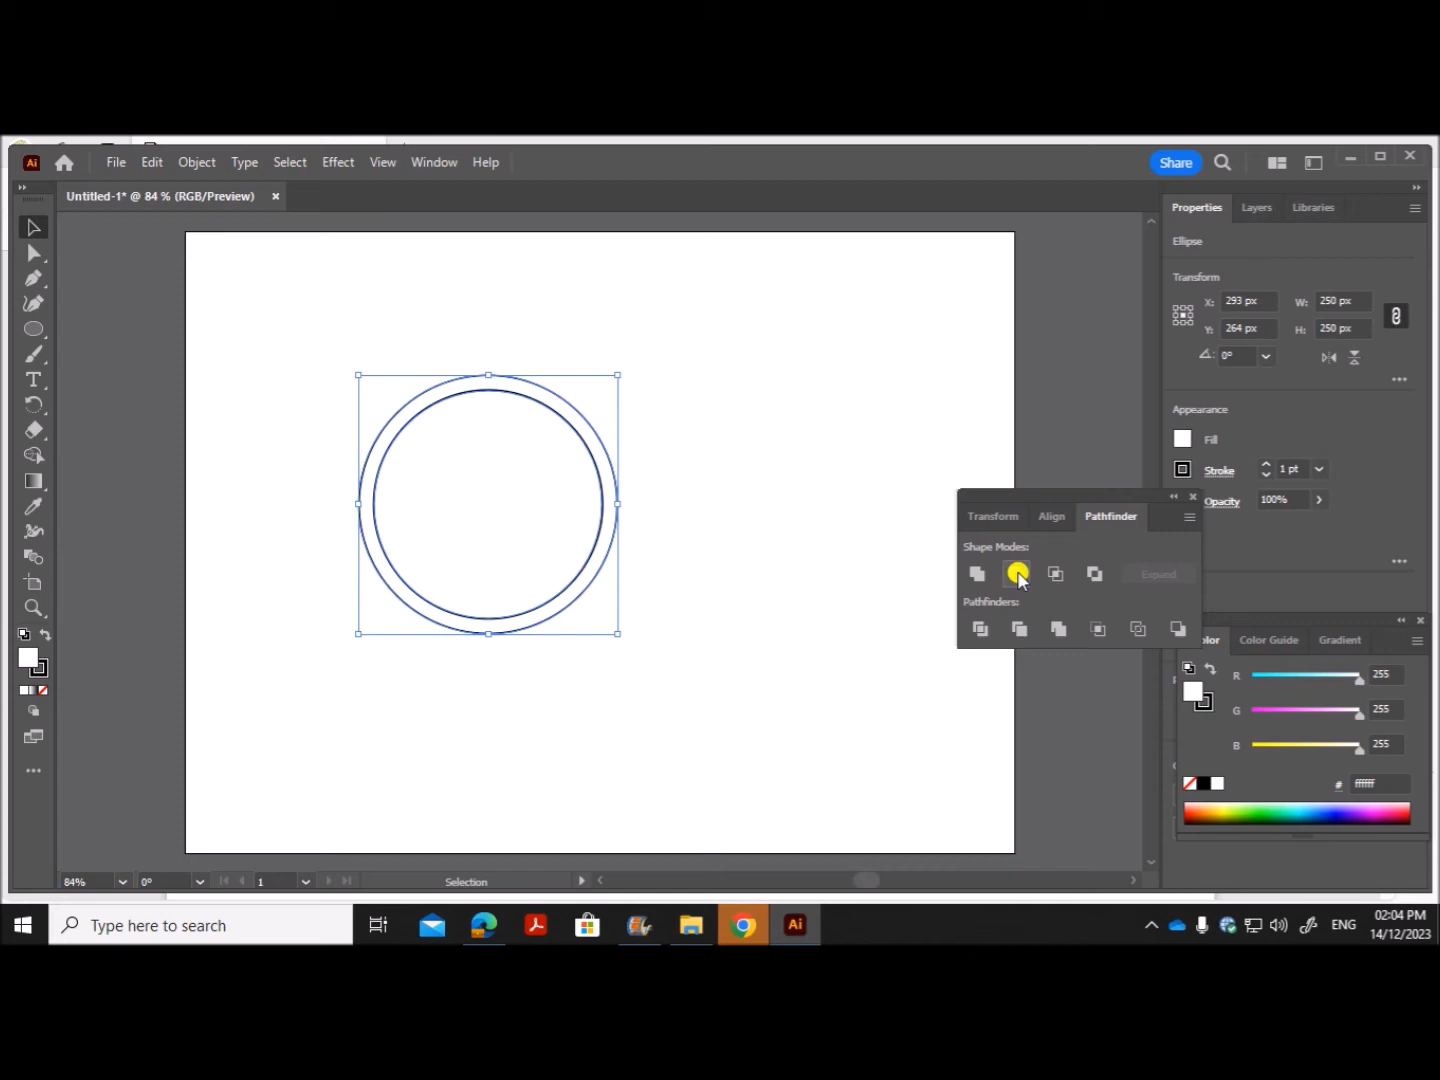 Ai File Edit Object Type Select Effect View Window Help Share
Untitled-1* @ 84 % (RGB/Preview)
Properties Layers Libraries
Ellipse
Transform
X: 293 px W: 250 px
Y: 264 px H: 250 px
0°
Appearance
Fill
Stroke 1 pt
Opacity 100%
Transform Align Pathfinder
Shape Modes:
Expand
Pathfinders:
Color Guide Gradient
R 255
G 255
B 255
# ffffff
T
84% 0° 1 Selection
Type here to search
Ai
ENG
02:04 PM
14/12/2023